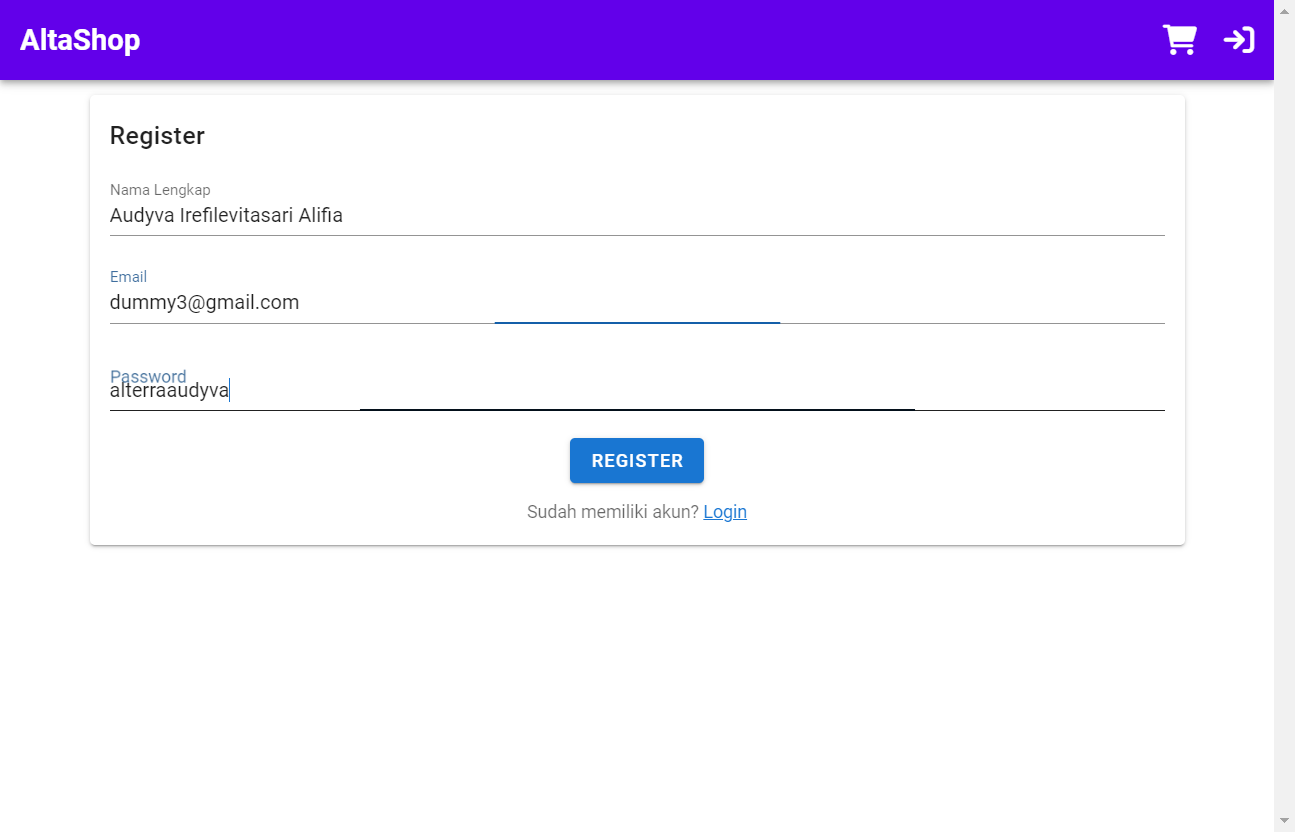 AltaShop
Register
Nama Lengkap
Audyva Irefilevitasari Alifia
Email
dummy3@gmail.com
Password
alterraaudyva
REGISTER
Sudah memiliki akun? Login